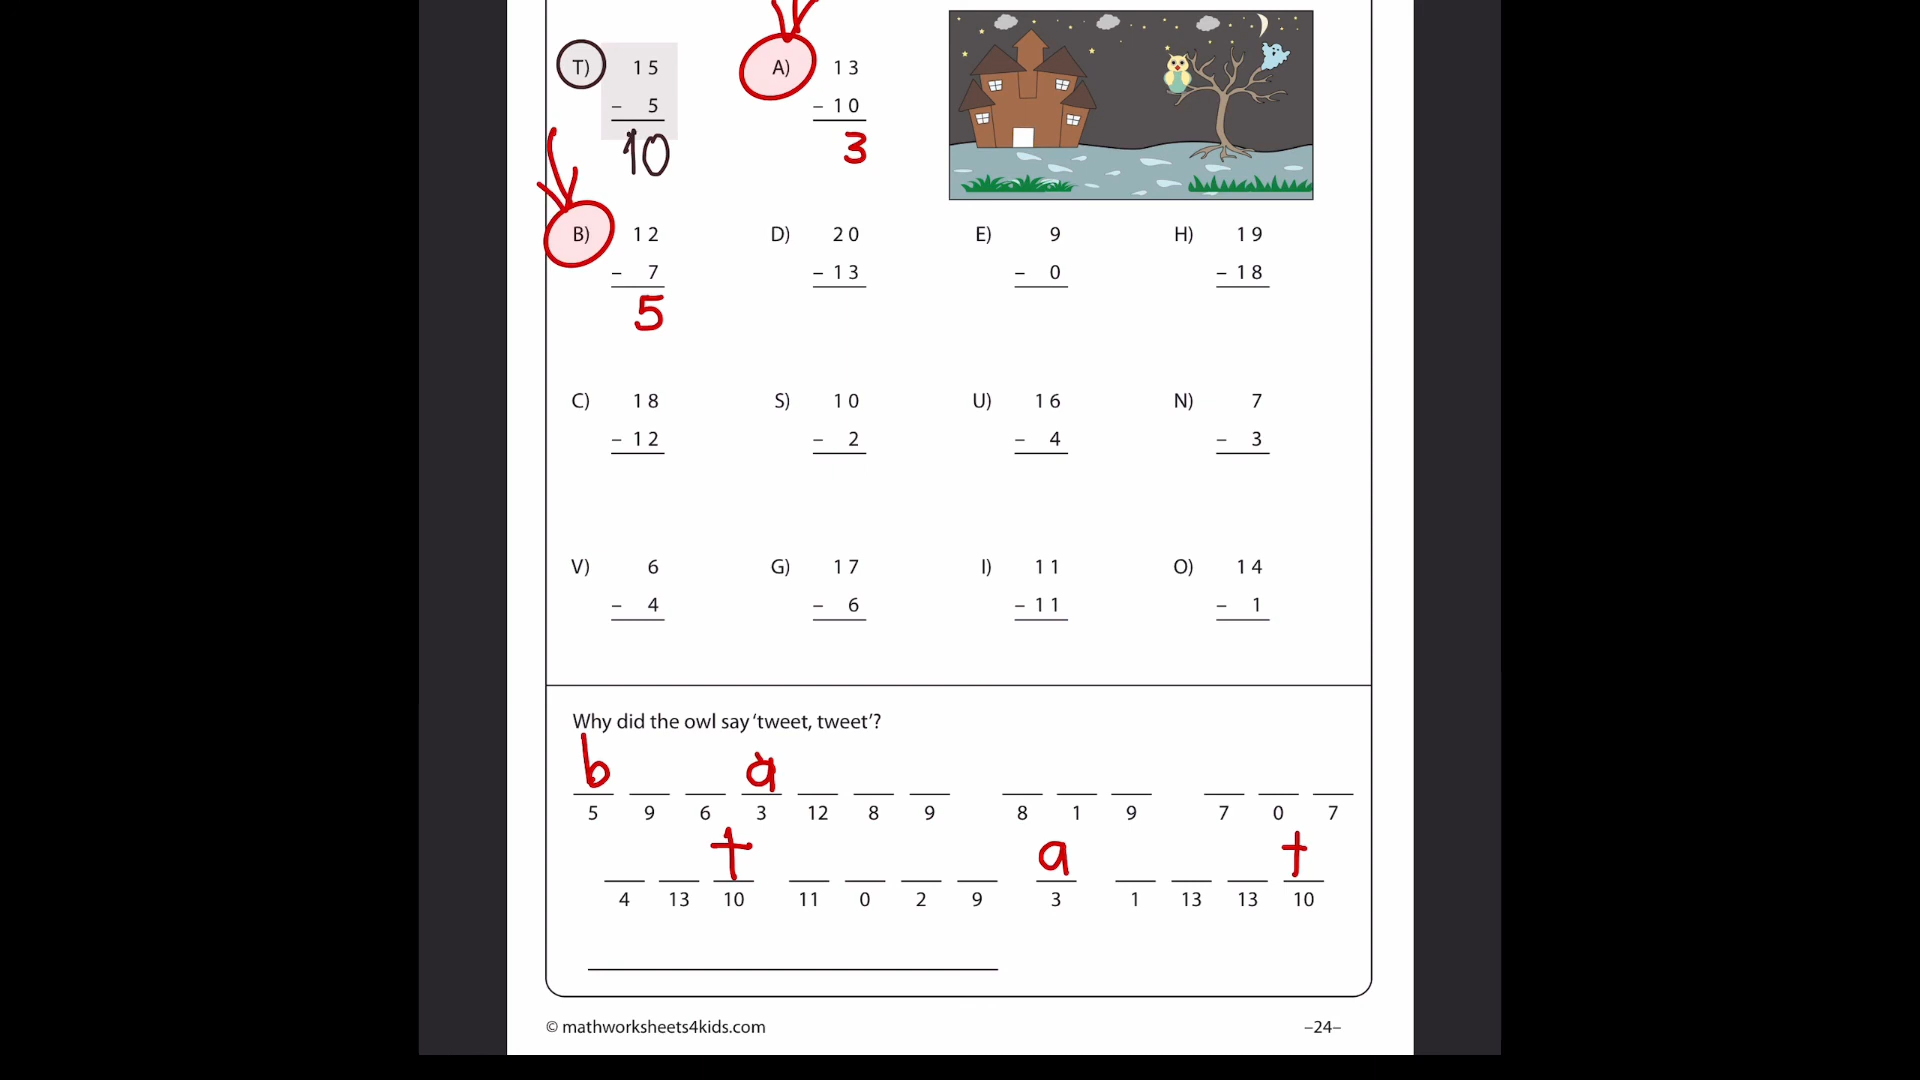 T) 15 A) 13
– 5 – 10
10 3
B) 12 D) 20 E) 9 H) 19
– 7 – 13 – 0 – 18
5
C) 18 S) 10 U) 16 N) 7
– 12 – 2 – 4 – 3
V) 6 G) 17 I) 11 O) 14
– 4 – 6 – 11 – 1
Why did the owl say ‘tweet, tweet’?
b a
5 9 6 3 12 8 9 8 1 9 7 0 7
t a t
4 13 10 11 0 2 9 3 1 13 13 10
© mathworksheets4kids.com –24–